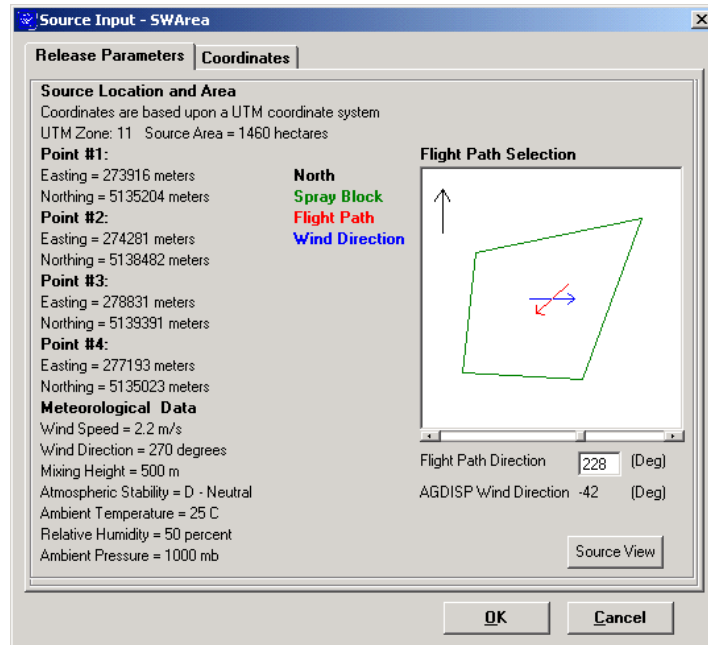 Source Input - SWArea
Release Parameters Coordinates
Source Location and Area
Coordinates are based upon a UTM coordinate system
UTM Zone: 11 Source Area = 1460 hectares
Point #1:
Easting = 273916 meters
Northing = 5135204 meters
Point #2:
Easting = 274281 meters
Northing = 5138482 meters
Point #3:
Easting = 278831 meters
Northing = 5139391 meters
Point #4:
Easting = 277193 meters
Northing = 5135023 meters
Meteorological Data
Wind Speed = 2.2 m/s
Wind Direction = 270 degrees
Mixing Height = 500 m
Atmospheric Stability = D - Neutral
Ambient Temperature = 25 C
Relative Humidity = 50 percent
Ambient Pressure = 1000 mb
North
Spray Block
Flight Path
Wind Direction
Flight Path Selection
Flight Path Direction 228 (Deg)
AGDISP Wind Direction -42 (Deg)
Source View
OK Cancel